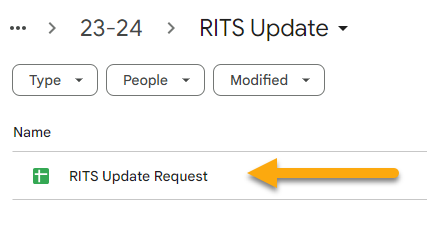 ... > 23-24 > RITS Update
Type People Modified
Name
RITS Update Request